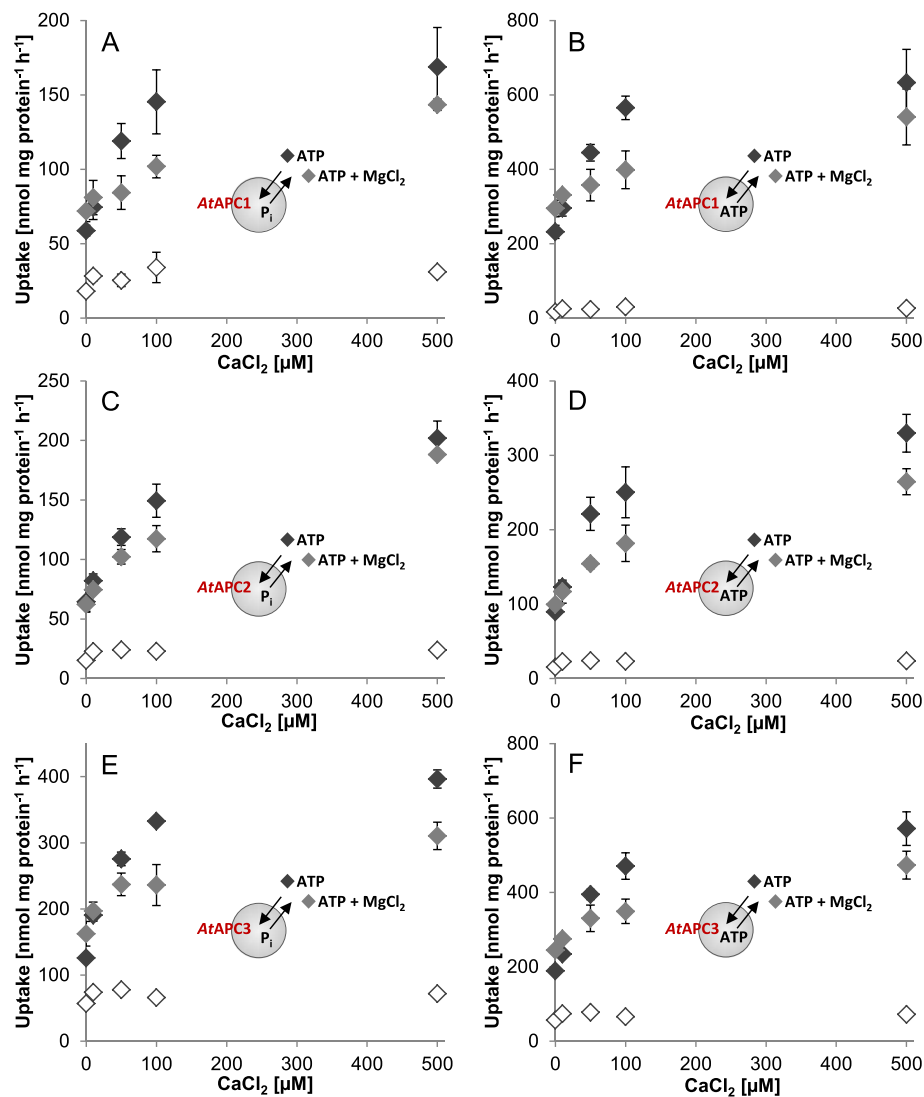 A
Uptake [nmol mg protein⁻¹ h⁻¹]
200
150
100
50
0
ATP
ATP + MgCl₂
AtAPC1
Pᵢ
0 100 200 300 400 500
CaCl₂ [µM]
B
Uptake [nmol mg protein⁻¹ h⁻¹]
800
600
400
200
0
ATP
ATP + MgCl₂
AtAPC1
ATP
0 100 200 300 400 500
CaCl₂ [µM]
C
Uptake [nmol mg protein⁻¹ h⁻¹]
250
200
150
100
50
0
ATP
ATP + MgCl₂
AtAPC2
Pᵢ
0 100 200 300 400 500
CaCl₂ [µM]
D
Uptake [nmol mg protein⁻¹ h⁻¹]
400
300
200
100
0
ATP
ATP + MgCl₂
AtAPC2
ATP
0 100 200 300 400 500
CaCl₂ [µM]
E
Uptake [nmol mg protein⁻¹ h⁻¹]
400
300
200
100
0
ATP
ATP + MgCl₂
AtAPC3
Pᵢ
0 100 200 300 400 500
CaCl₂ [µM]
F
Uptake [nmol mg protein⁻¹ h⁻¹]
800
600
400
200
0
ATP
ATP + MgCl₂
AtAPC3
ATP
0 100 200 300 400 500
CaCl₂ [µM]